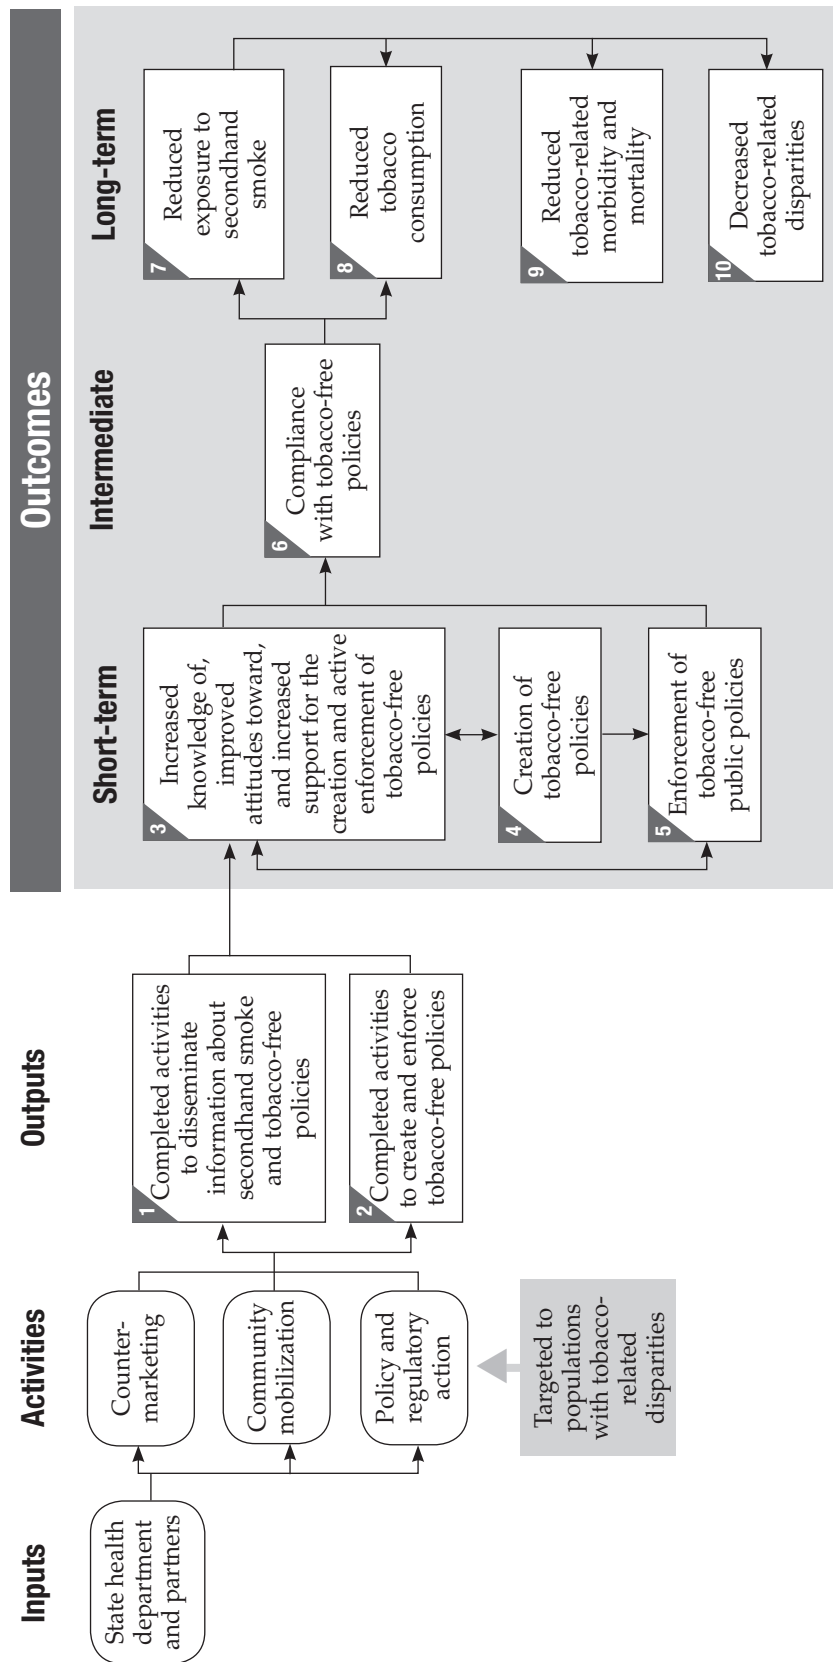 Outcomes
Inputs
Activities
Outputs
Short-term
Intermediate
Long-term
State health
department
and partners
Counter-
marketing
Community
mobilization
Policy and
regulatory
action
Targeted to
populations
with tobacco-
related
disparities
1
Completed activities
to disseminate
information about
secondhand smoke
and tobacco-free
policies
2
Completed activities
to create and enforce
tobacco-free policies
3
Increased
knowledge of,
improved
attitudes toward,
and increased
support for the
creation and active
enforcement of
tobacco-free
policies
4
Creation of
tobacco-free
policies
5
Enforcement of
tobacco-free
public policies
6
Compliance
with tobacco-free
policies
7
Reduced
exposure to
secondhand
smoke
8
Reduced
tobacco
consumption
9
Reduced
tobacco-related
morbidity and
mortality
10
Decreased
tobacco-related
disparities